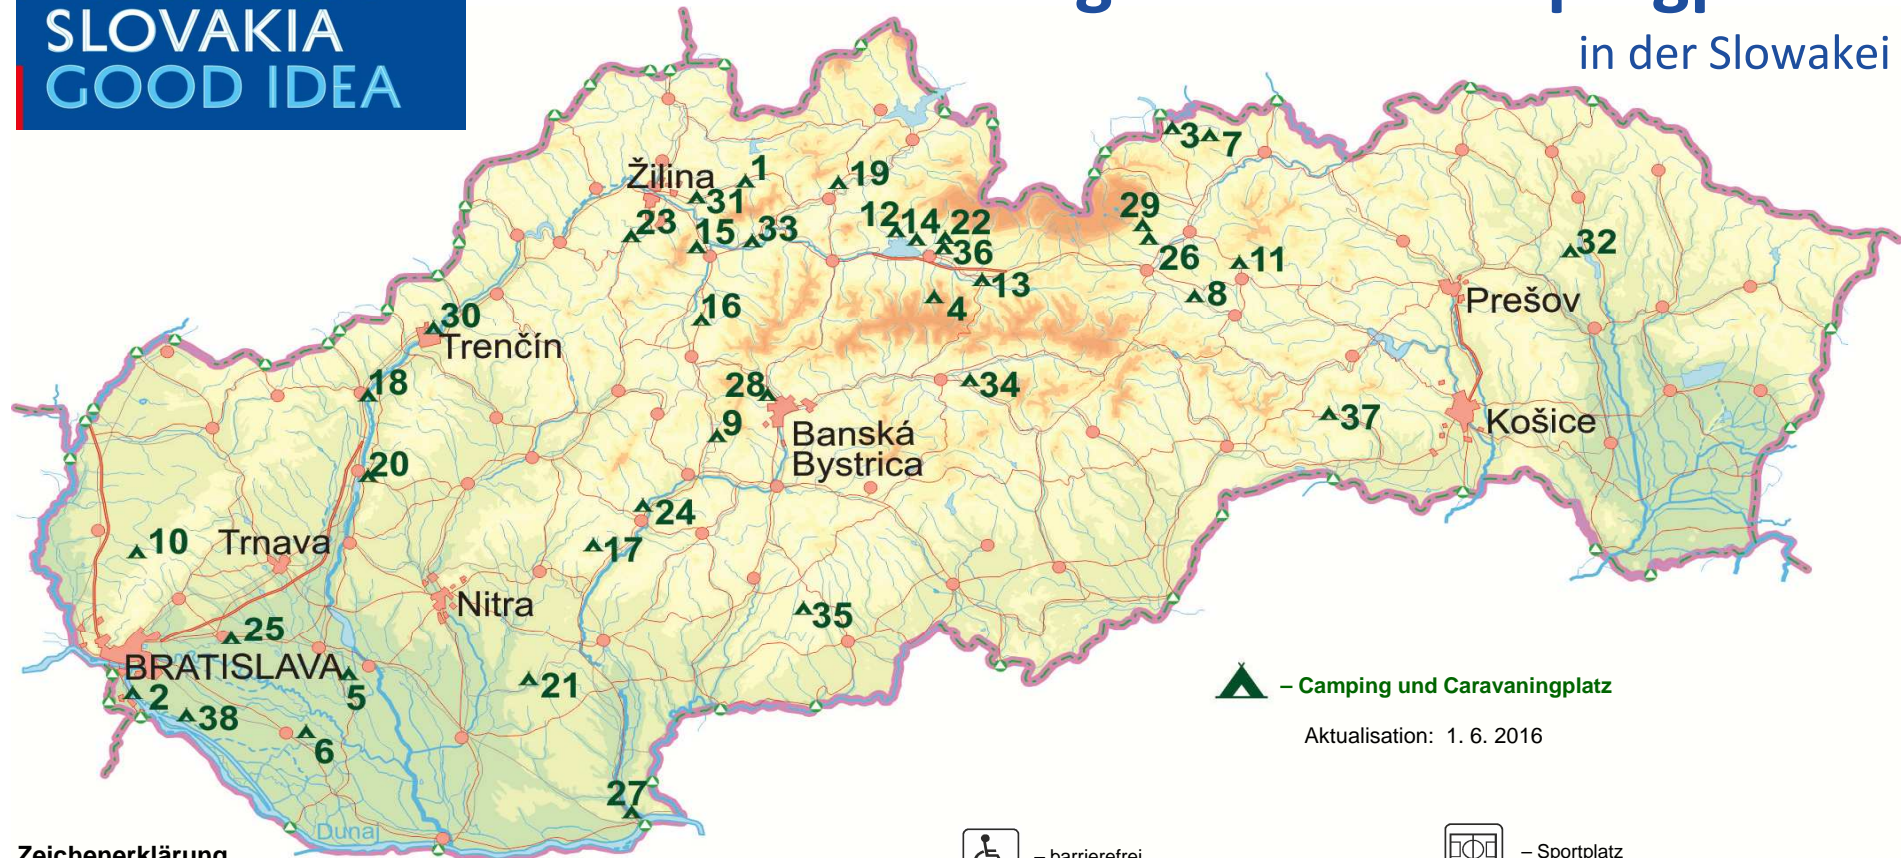 SLOVAKIA
GOOD IDEA
in der Slowakei
3
7
Žilina
1
19
31
29
23
15
33
12
14
22
36
32
26
11
13
8
16
4
Prešov
30
Trenčín
18
28
34
9
37
Košice
Banská
Bystrica
20
24
10
Trnava
17
Nitra
35
25
BRATISLAVA
2
5
21
38
6
– Camping und Caravaningplatz
Aktualisation: 1. 6. 2016
27
Dunaj
Zeichenerklärung
– barrierefrei
– Sportplatz